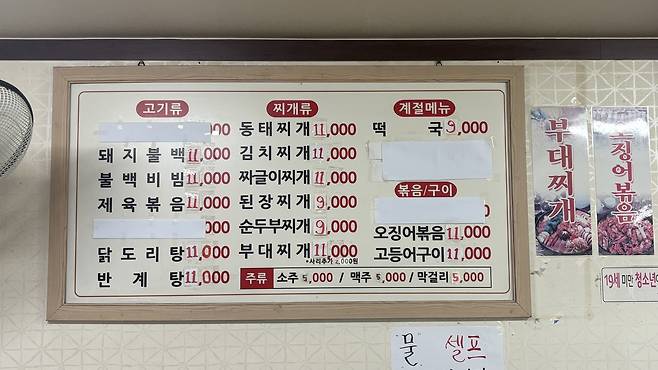 고기류
000
돼지불백 11,000
불백비빔 11,000
제육볶음 11,000
000
닭도리탕 11,000
반계탕 11,000
찌개류
동태찌개 11,000
김치찌개 11,000
짜글이찌개 11,000
된장찌개 9,000
순두부찌개 9,000
부대찌개 11,000
*사리추가 2,000원
계절메뉴
떡국 9,000
볶음/구이
오징어볶음 11,000
고등어구이 11,000
주류 소주 5,000 / 맥주 5,000 / 막걸리 5,000
부대찌개
오징어볶음
19세 미만 청소년
물 셀프